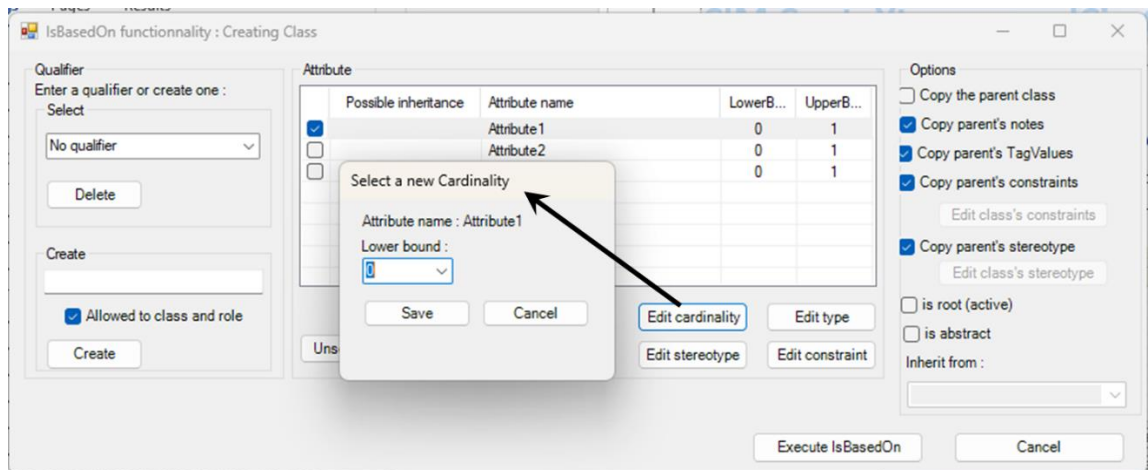 IsBasedOn functionnality : Creating Class
Qualifier
Enter a qualifier or create one :
Select
No qualifier
Delete
Create
Allowed to class and role
Create
Attribute
Possible inheritance Attribute name LowerB... UpperB...
Attribute1 0 1
Attribute2 0 1
0 1
Select a new Cardinality
Attribute name : Attribute1
Lower bound :
0
Save Cancel
Edit cardinality Edit type
Edit stereotype Edit constraint
Options
Copy the parent class
Copy parent's notes
Copy parent's TagValues
Copy parent's constraints
Edit class's constraints
Copy parent's stereotype
Edit class's stereotype
is root (active)
is abstract
Inherit from :
Execute IsBasedOn Cancel